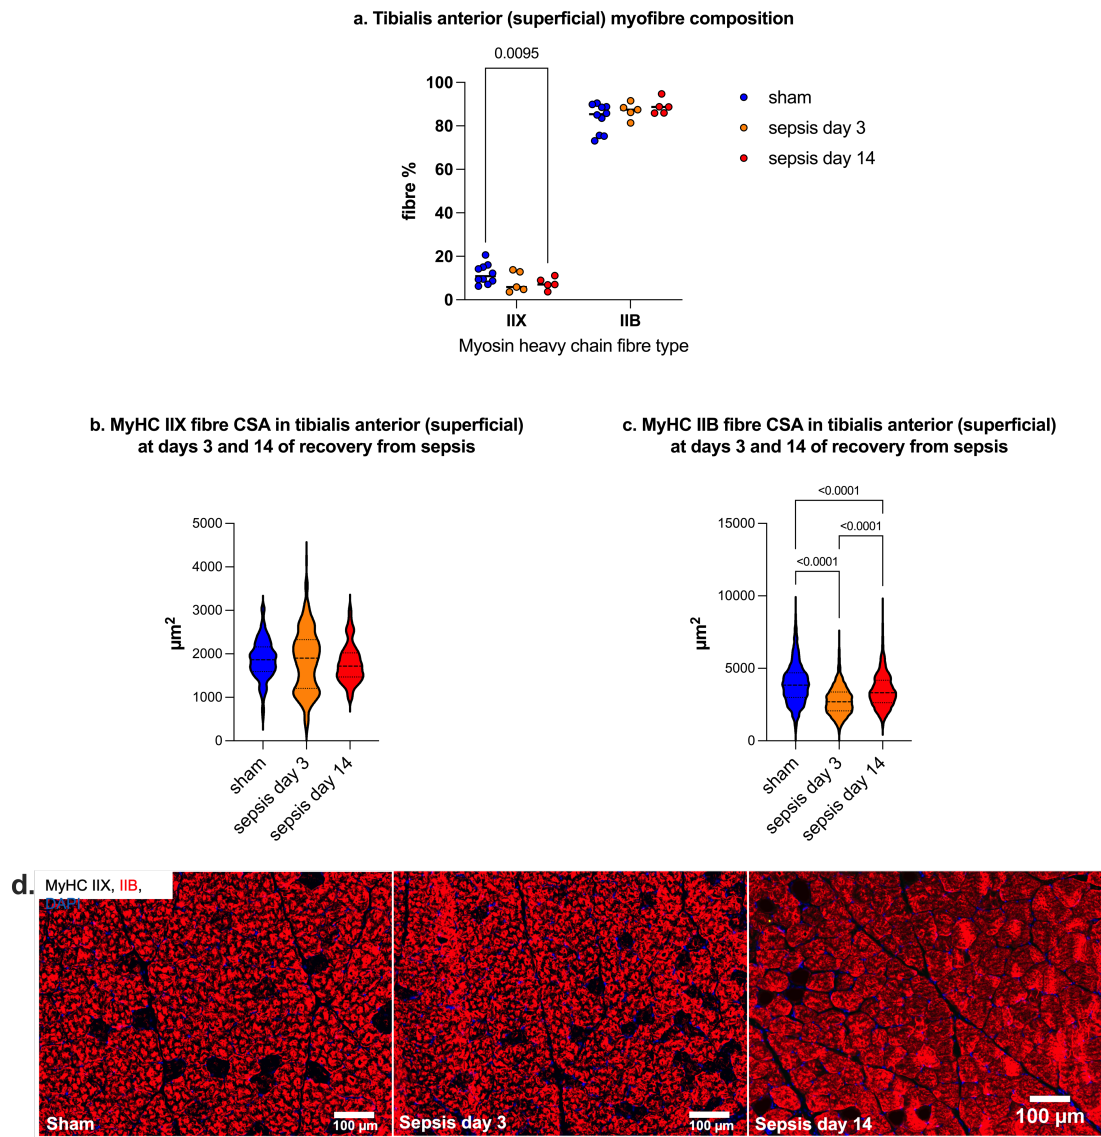 a. Tibialis anterior (superficial) myofibre composition
0.0095
100
80
60
40
20
0
fibre %
IIX
IIB
Myosin heavy chain fibre type
sham
sepsis day 3
sepsis day 14
b. MyHC IIX fibre CSA in tibialis anterior (superficial)
at days 3 and 14 of recovery from sepsis
5000
4000
3000
2000
1000
0
µm²
sham
sepsis day 3
sepsis day 14
c. MyHC IIB fibre CSA in tibialis anterior (superficial)
at days 3 and 14 of recovery from sepsis
<0.0001
<0.0001
<0.0001
15000
10000
5000
0
µm²
sham
sepsis day 3
sepsis day 14
d.
MyHC IIX, IIB,
DAPI
Sham
100 µm
Sepsis day 3
100 µm
Sepsis day 14
100 µm